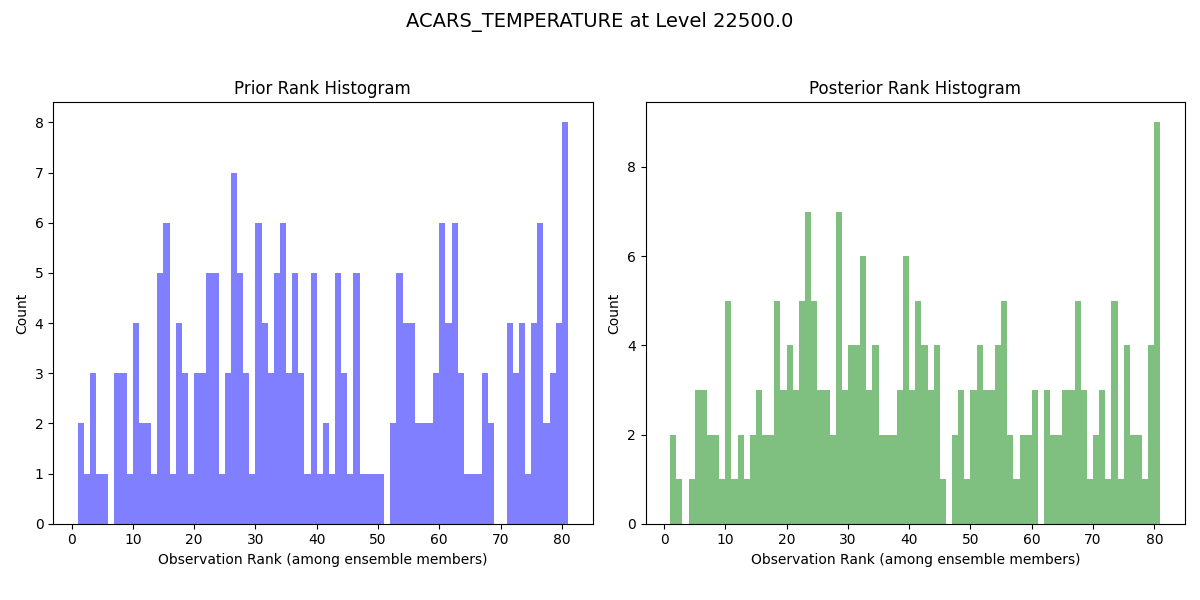 ACARS_TEMPERATURE at Level 22500.0
Prior Rank Histogram
Count
8
7
6
5
4
3
2
1
0
0 10 20 30 40 50 60 70 80
Observation Rank (among ensemble members)
Posterior Rank Histogram
Count
8
6
4
2
0
0 10 20 30 40 50 60 70 80
Observation Rank (among ensemble members)